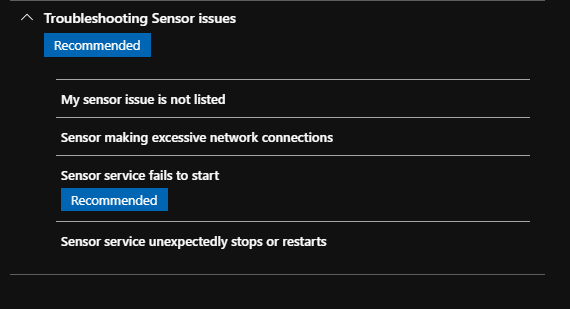 Troubleshooting Sensor issues
Recommended
My sensor issue is not listed
Sensor making excessive network connections
Sensor service fails to start
Recommended
Sensor service unexpectedly stops or restarts